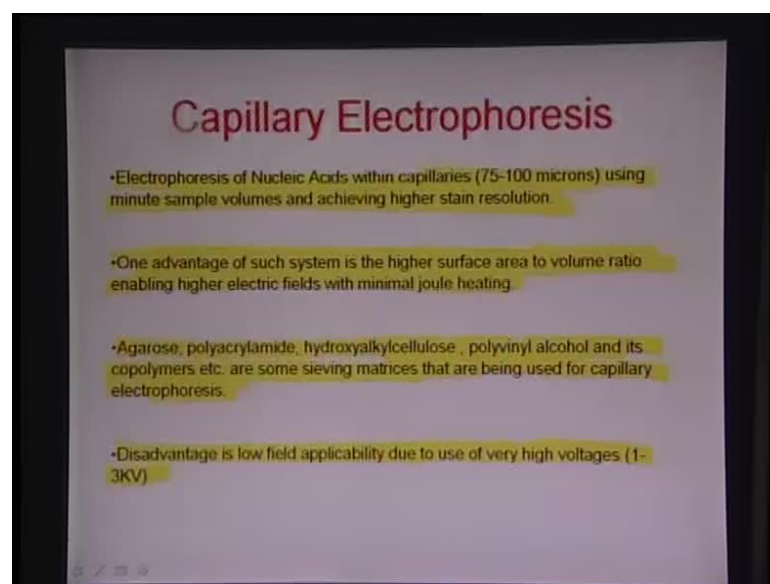 Capillary Electrophoresis
•Electrophoresis of Nucleic Acids within capillaries (75-100 microns) using
minute sample volumes and achieving higher stain resolution.
•One advantage of such system is the higher surface area to volume ratio
enabling higher electric fields with minimal joule heating.
•Agarose, polyacrylamide, hydroxyalkylcellulose , polyvinyl alcohol and its
copolymers etc. are some sieving matrices that are being used for capillary
electrophoresis.
•Disadvantage is low field applicability due to use of very high voltages (1-
3KV)